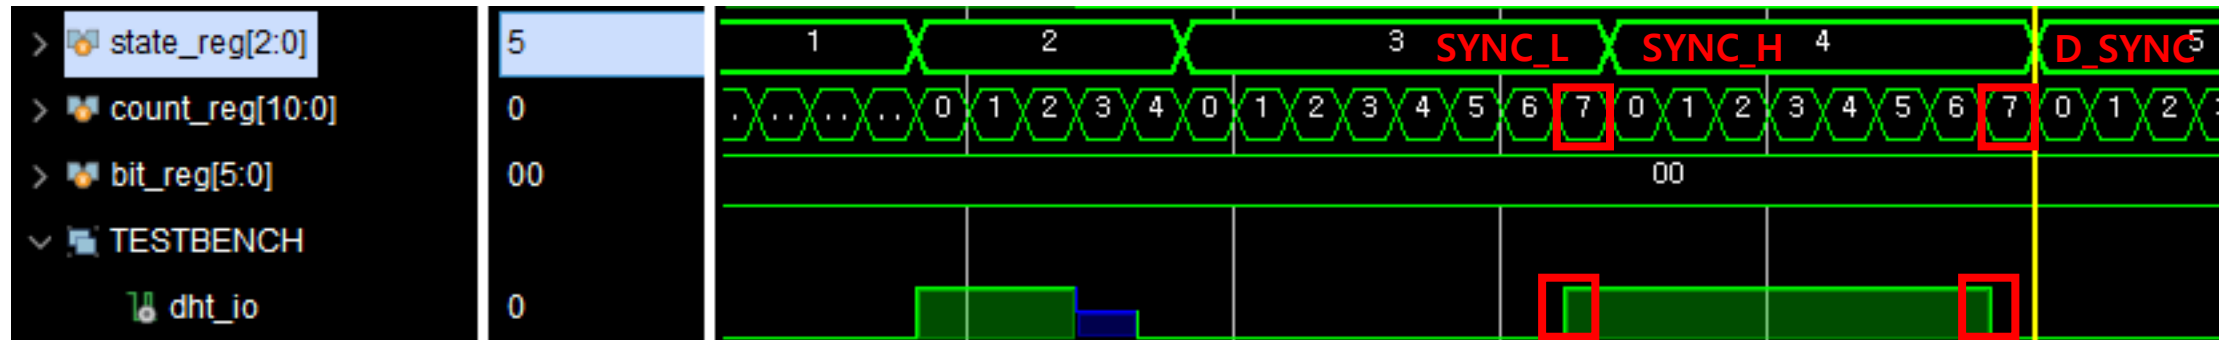 state_reg[2:0] 5 1 2 3 SYNC_L SYNC_H 4 D_SYNC 5
count_reg[10:0] 0 . .. .. .. 0 1 2 3 4 0 1 2 3 4 5 6 7 0 1 2 3 4 5 6 7 0 1 2
bit_reg[5:0] 00 00
TESTBENCH
dht_io 0